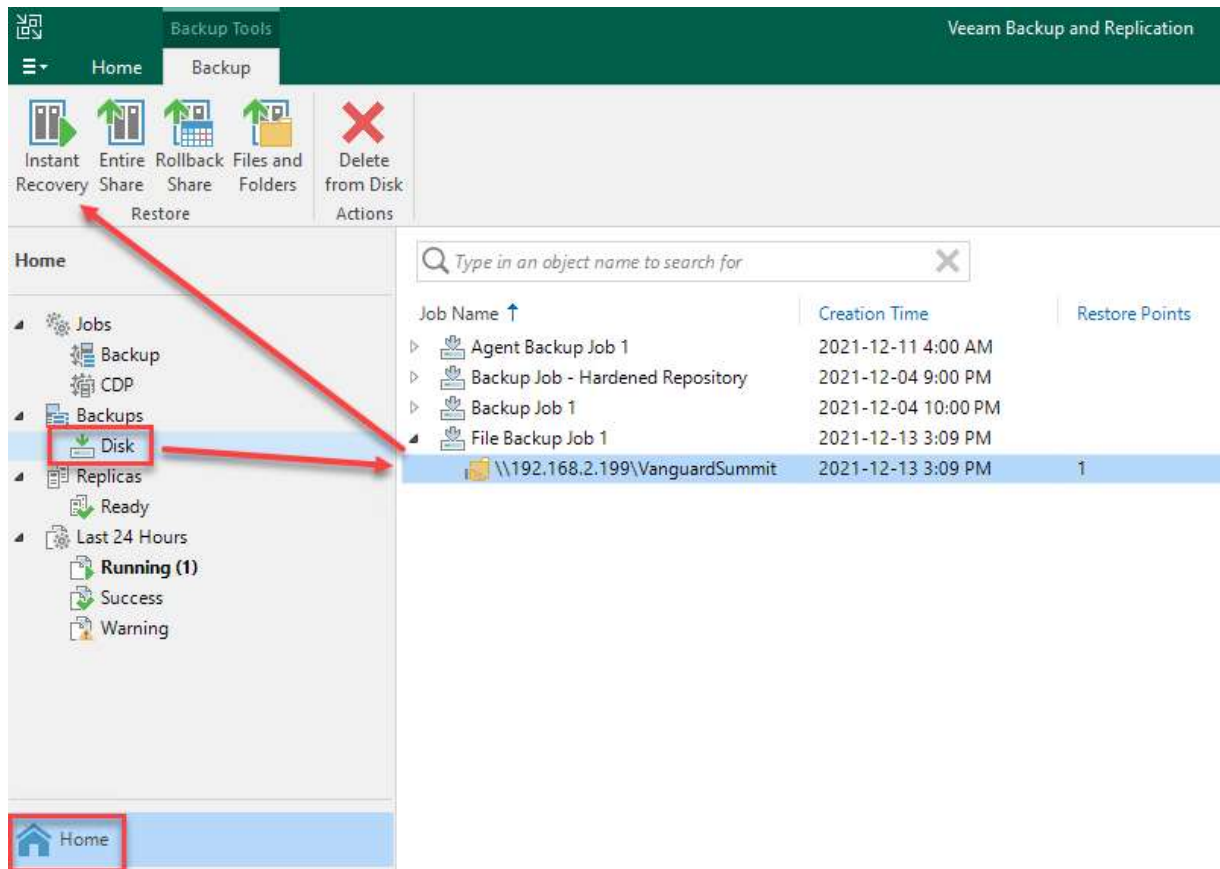 Backup Tools
Veeam Backup and Replication
Home
Backup
Instant Recovery
Entire Share
Rollback Share
Files and Folders
Delete from Disk
Restore
Actions
Home
Type in an object name to search for
Job Name
Creation Time
Restore Points
Jobs
Backup
CDP
Backups
Disk
Replicas
Ready
Last 24 Hours
Running (1)
Success
Warning
Agent Backup Job 1 2021-12-11 4:00 AM
Backup Job - Hardened Repository 2021-12-04 9:00 PM
Backup Job 1 2021-12-04 10:00 PM
File Backup Job 1 2021-12-13 3:09 PM
\\192.168.2.199\VanguardSummit 2021-12-13 3:09 PM 1
Home